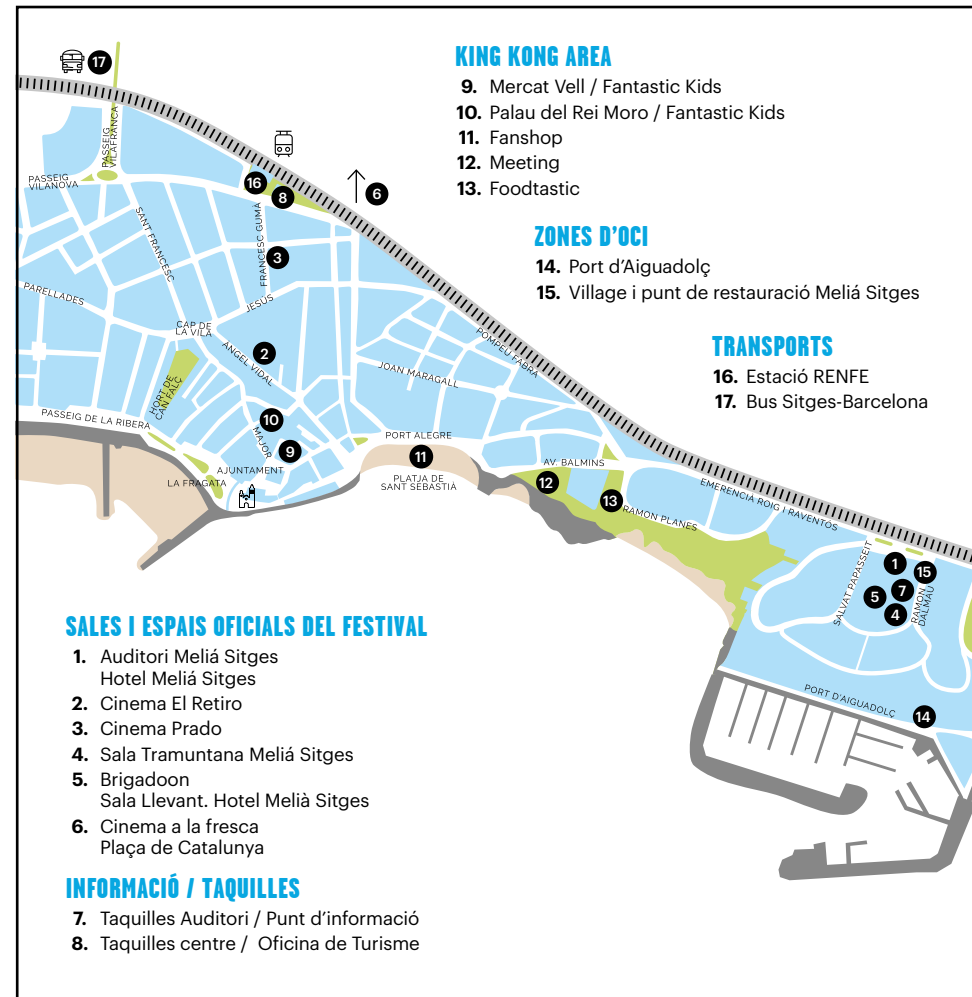 KING KONG AREA
9. Mercat Vell / Fantastic Kids
10. Palau del Rei Moro / Fantastic Kids
11. Fanshop
12. Meeting
13. Foodtastic
ZONES D'OCI
14. Port d'Aiguadolç
15. Village i punt de restauració Meliá Sitges
TRANSPORTS
16. Estació RENFE
17. Bus Sitges-Barcelona
17
PASSEIG
VILAFRANCA
PASSEIG
VILANOVA
16
8
6
SANT FRANCESC
FRANCESC GUMÀ
3
PARELLADES
JESÚS
CAP DE
LA VILA
ANGEL VIDAL
2
JOAN MARAGALL
POMPEU FABRA
HORT DE
CAN FALÇ
PASSEIG DE LA RIBERA
10
MAJOR
9
PORT ALEGRE
11
PLATJA DE
SANT SEBASTIÀ
AJUNTAMENT
LA FRAGATA
AV. BALMINS
12
13
RAMON PLANES
EMERENCIA ROIG I RAVENTÓS
SALVAT PAPASSEIT
1
15
5
7
4
RAMON
DALMAU
PORT D'AIGUADOLÇ
14
SALES I ESPAIS OFICIALS DEL FESTIVAL
1. Auditori Meliá Sitges
Hotel Meliá Sitges
2. Cinema El Retiro
3. Cinema Prado
4. Sala Tramuntana Meliá Sitges
5. Brigadoon
Sala Llevant. Hotel Melià Sitges
6. Cinema a la fresca
Plaça de Catalunya
INFORMACIÓ / TAQUILLES
7. Taquilles Auditori / Punt d'informació
8. Taquilles centre / Oficina de Turisme